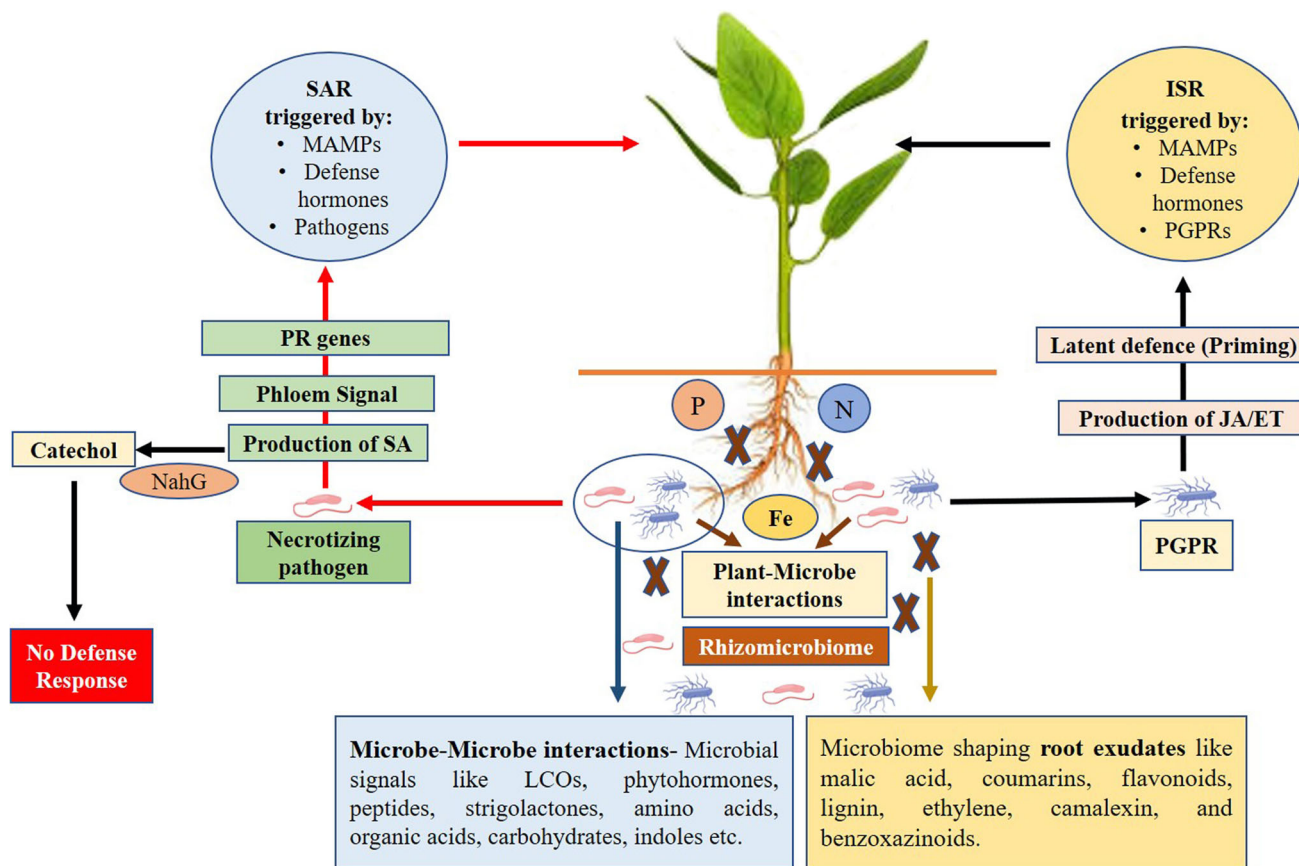 SAR
triggered by:
• MAMPs
• Defense
hormones
• Pathogens
ISR
triggered by:
• MAMPs
• Defense
hormones
• PGPRs
PR genes
Phloem Signal
Production of SA
Catechol
NahG
Necrotizing
pathogen
No Defense
Response
Latent defence (Priming)
Production of JA/ET
PGPR
P
N
Fe
Plant-Microbe
interactions
Rhizomicrobiome
Microbe-Microbe interactions- Microbial
signals like LCOs, phytohormones,
peptides, strigolactones, amino acids,
organic acids, carbohydrates, indoles etc.
Microbiome shaping root exudates like
malic acid, coumarins, flavonoids,
lignin, ethylene, camalexin, and
benzoxazinoids.